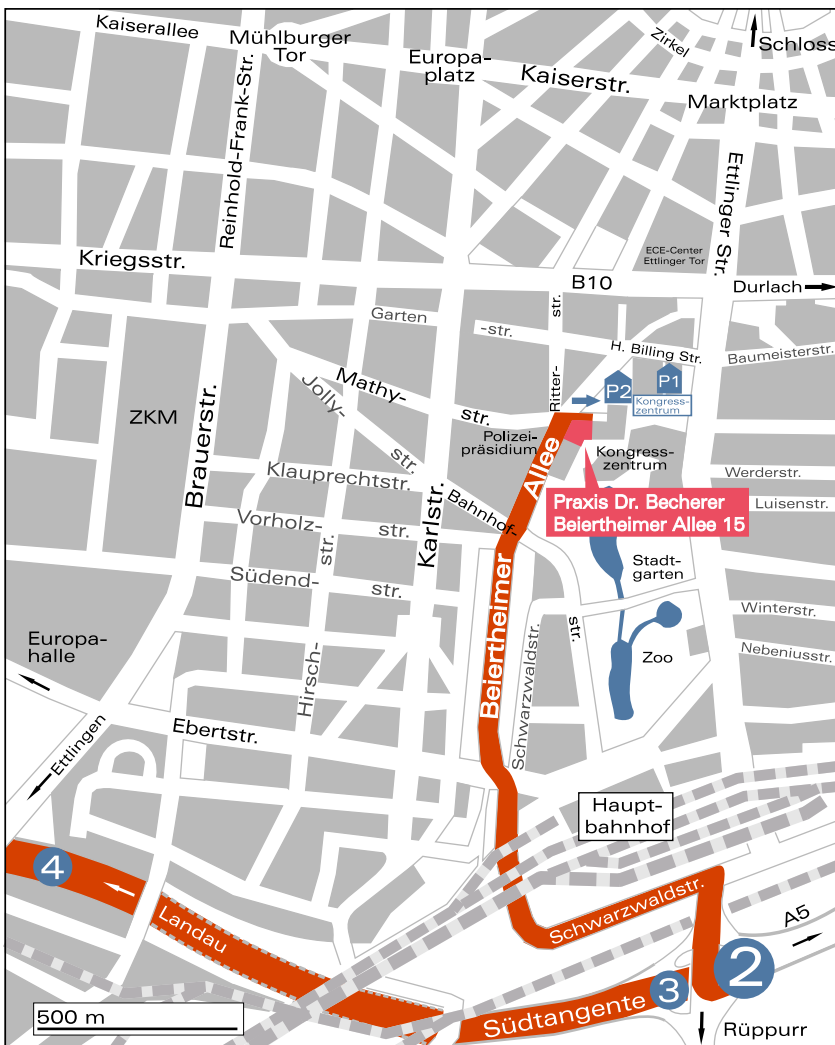 Kaiserallee
Mühlburger
Tor
Europa-
platz
Zirkel
Schloss
Kaiserstr.
Marktplatz
Reinhold-Frank-Str.
Ettlinger Str.
Kriegsstr.
ECE-Center
Ettlinger Tor
B10
Durlach
Garten
-str.
str.
Ritter-
H. Billing Str.
Baumeisterstr.
P2
P1
Kongress-
zentrum
Mathy-
str.
Jolly-
str.
ZKM
Brauerstr.
Polizei-
präsidium
Kongress-
zentrum
Klauprechtstr.
Karlstr.
Bahnhof-
str.
Beiertheimer
Allee
Werderstr.
Praxis Dr. Becherer
Beiertheimer Allee 15
Luisenstr.
Vorholz-
str.
Südend-
str.
Hirsch-
str.
Stadt-
garten
Winterstr.
Schwarzwaldstr.
Zoo
Nebeniusstr.
Europa-
halle
Ebertstr.
Ettlingen
Haupt-
bahnhof
4
Landau
Schwarzwaldstr.
A5
2
3
Südtangente
500 m
Rüppurr